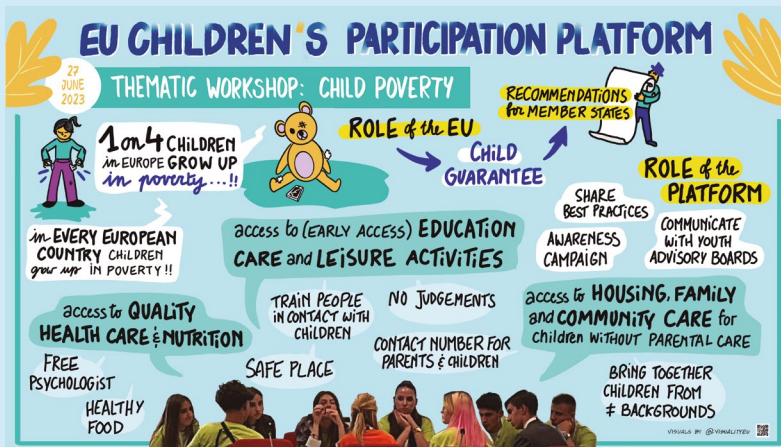 EU CHILDREN'S PARTICIPATION PLATFORM
27
JUNE
2023
THEMATIC WORKSHOP: CHILD POVERTY
1 on 4 CHILDREN
in EUROPE GROW UP
in poverty...!!
in EVERY EUROPEAN
COUNTRY CHILDREN
grow up IN POVERTY!!
ROLE of the EU
CHILD
GUARANTEE
RECOMMENDATIONS
for MEMBER STATES
ROLE of the
PLATFORM
SHARE
BEST PRACTICES
AWARENESS
CAMPAIGN
COMMUNICATE
WITH YOUTH
ADVISORY BOARDS
access to QUALITY
HEALTH CARE & NUTRITION
FREE
PSYCHOLOGIST
HEALTHY
FOOD
access to (EARLY ACCESS) EDUCATION
CARE and LEISURE ACTIVITIES
TRAIN PEOPLE
IN CONTACT WITH
CHILDREN
NO JUDGEMENTS
SAFE PLACE
CONTACT NUMBER FOR
PARENTS & CHILDREN
access to HOUSING, FAMILY
and COMMUNITY CARE for
children WITHOUT PARENTAL CARE
BRING TOGETHER
CHILDREN FROM
≠ BACKGROUNDS
VISUALS BY @VISUALITYEU